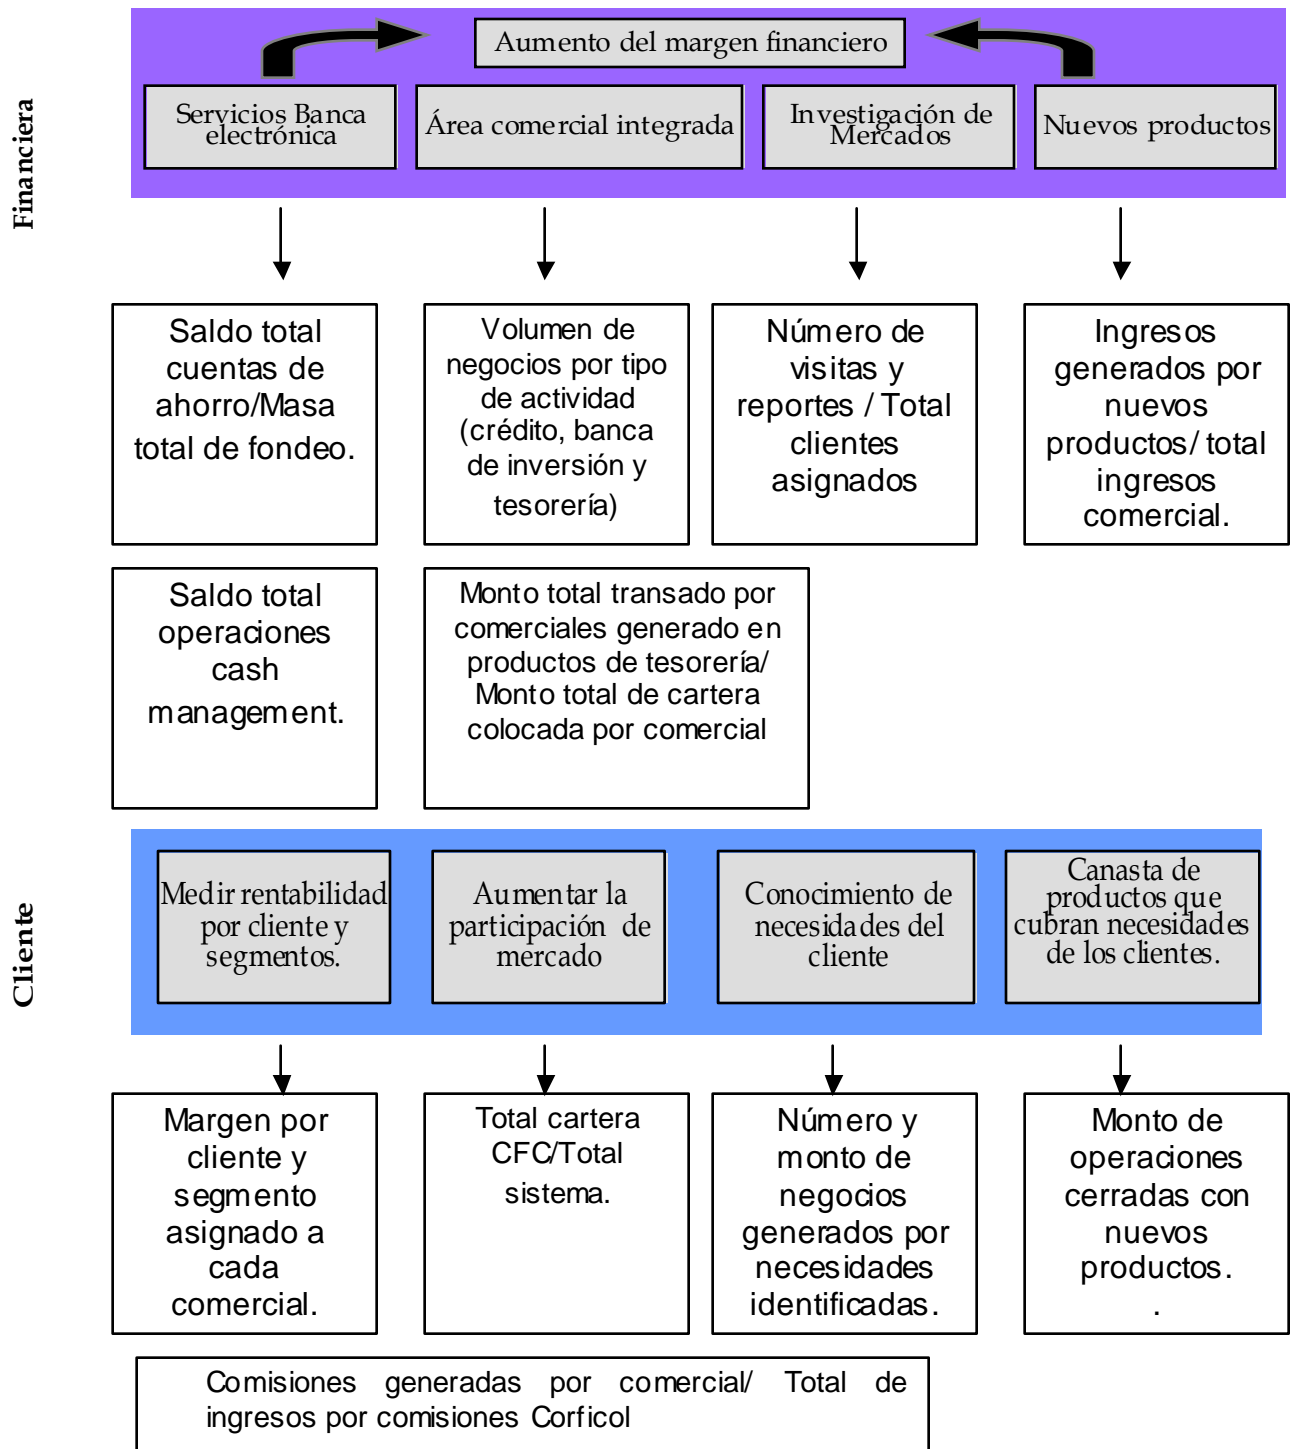 Financiera
Aumento del margen financiero
Servicios Banca
electrónica
Área comercial integrada
Investigación de
Mercados
Nuevos productos
Saldo total
cuentas de
ahorro/Masa
total de fondeo.
Volumen de
negocios por tipo
de actividad
(crédito, banca
de inversión y
tesorería)
Número de
visitas y
reportes / Total
clientes
asignados
Ingresos
generados por
nuevos
productos/ total
ingresos
comercial.
Saldo total
operaciones
cash
management.
Monto total transado por
comerciales generado en
productos de tesorería/
Monto total de cartera
colocada por comercial
Cliente
Medir rentabilidad
por cliente y
segmentos.
Aumentar la
participación de
mercado
Conocimiento de
necesidades del
cliente
Canasta de
productos que
cubran necesidades
de los clientes.
Margen por
cliente y
segmento
asignado a
cada
comercial.
Total cartera
CFC/Total
sistema.
Número y
monto de
negocios
generados por
necesidades
identificadas.
Monto de
operaciones
cerradas con
nuevos
productos.
.
Comisiones generadas por comercial/ Total de
ingresos por comisiones Corficol